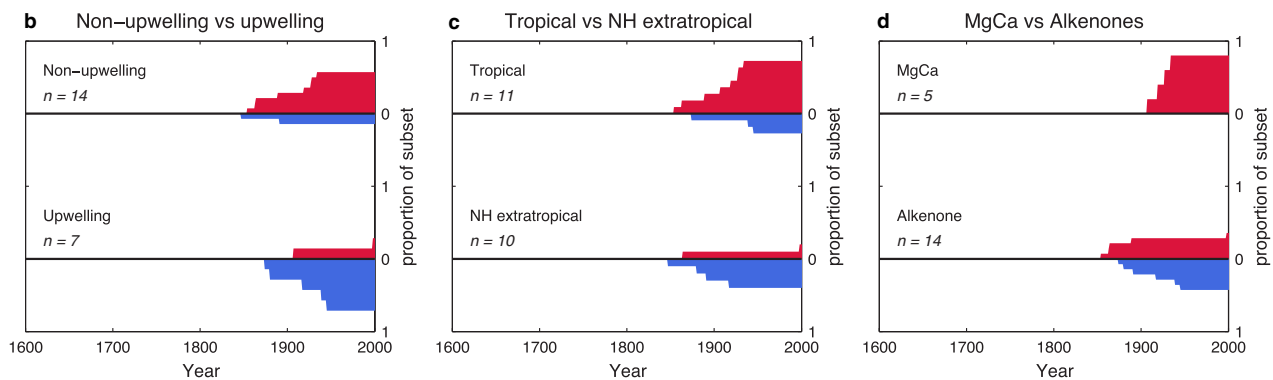 b Non−upwelling vs upwelling
Non−upwelling
n = 14
Upwelling
n = 7
1
0
1
0
1
proportion of subset
1600 1700 1800 1900 2000
Year
c Tropical vs NH extratropical
Tropical
n = 11
NH extratropical
n = 10
1
0
1
0
1
proportion of subset
1600 1700 1800 1900 2000
Year
d MgCa vs Alkenones
MgCa
n = 5
Alkenone
n = 14
1
0
1
0
1
proportion of subset
1600 1700 1800 1900 2000
Year